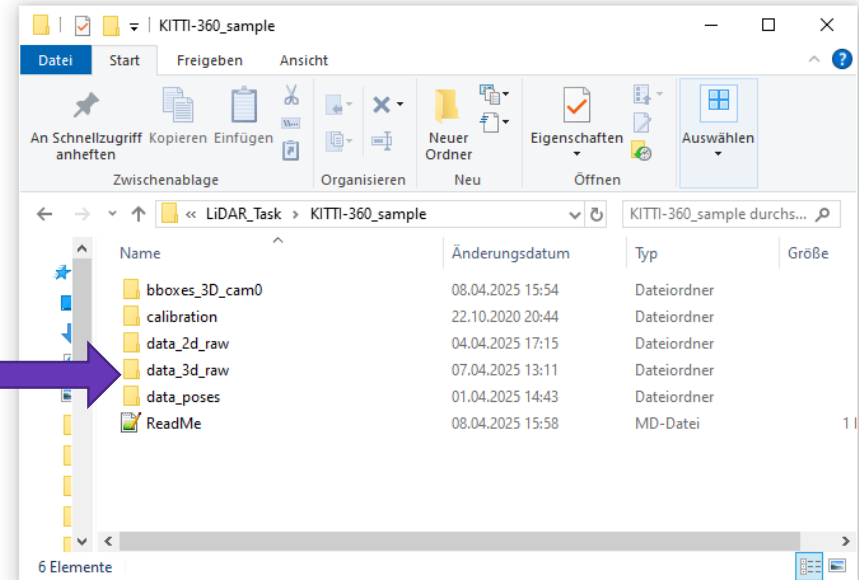 KITTI-360_sample
Datei Start Freigeben Ansicht
An Schnellzugriff anheften
Kopieren
Einfügen
Neuer Ordner
Eigenschaften
Auswählen
Zwischenablage Organisieren Neu Öffnen
« LiDAR_Task › KITTI-360_sample
KITTI-360_sample durchs...
Name Änderungsdatum Typ Größe
bboxes_3D_cam0 08.04.2025 15:54 Dateiordner
calibration 22.10.2020 20:44 Dateiordner
data_2d_raw 04.04.2025 17:15 Dateiordner
data_3d_raw 07.04.2025 13:11 Dateiordner
data_poses 01.04.2025 14:43 Dateiordner
ReadMe 08.04.2025 15:58 MD-Datei 1
6 Elemente